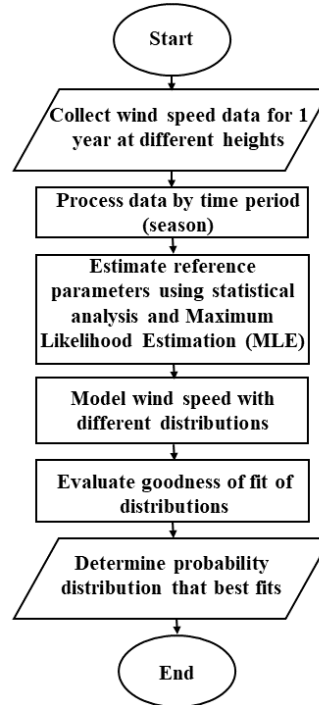 Start
Collect wind speed data for 1
year at different heights
Process data by time period
(season)
Estimate reference
parameters using statistical
analysis and Maximum
Likelihood Estimation (MLE)
Model wind speed with
different distributions
Evaluate goodness of fit of
distributions
Determine probability
distribution that best fits
End